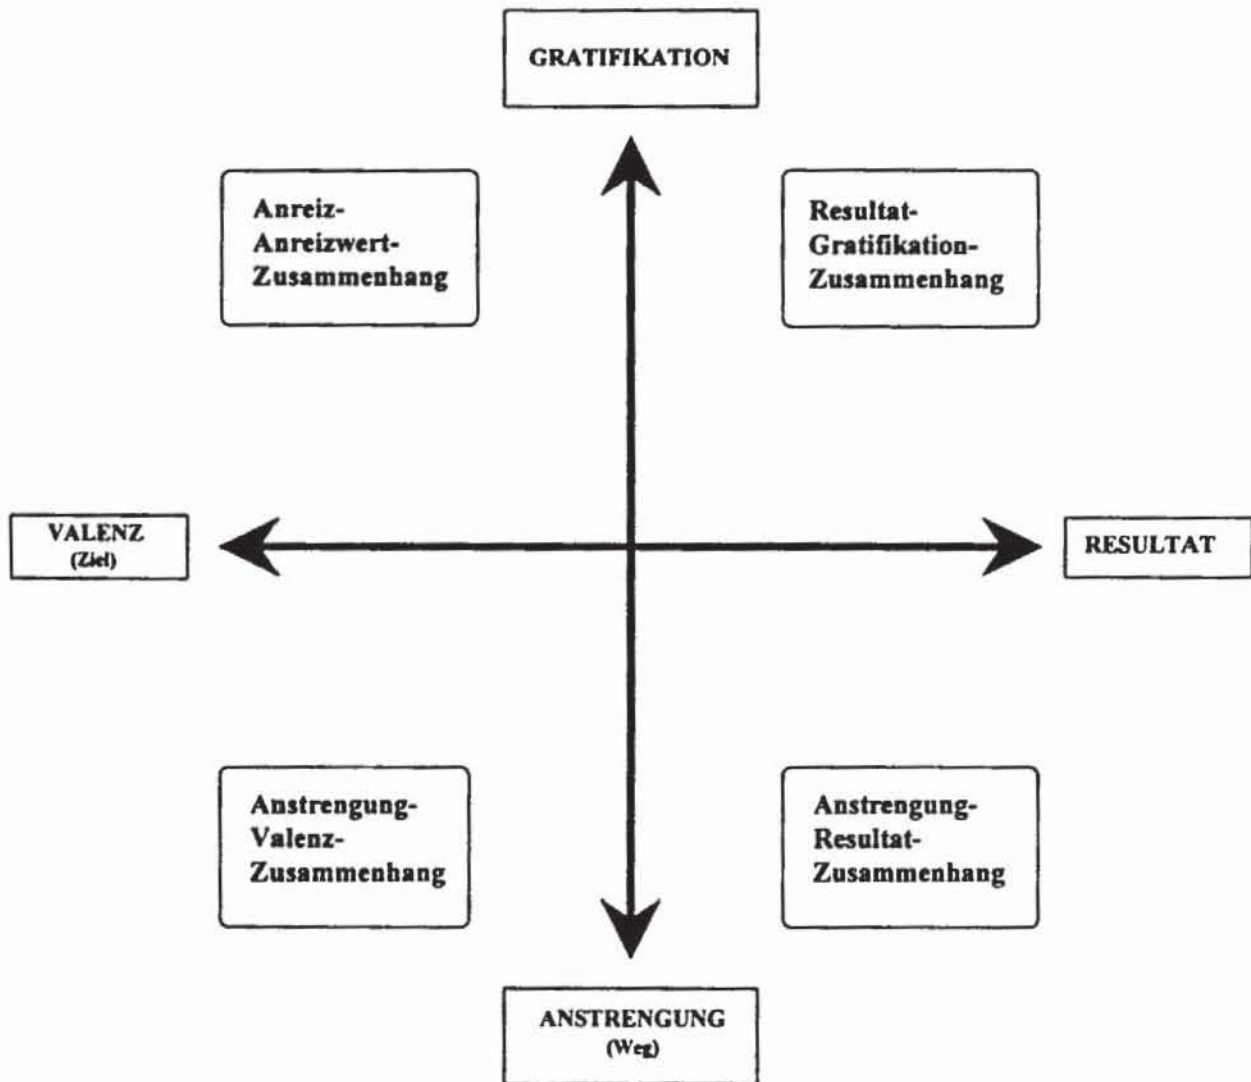 GRATIFIKATION
Anreiz-
Anreizwert-
Zusammenhang
Resultat-
Gratifikation-
Zusammenhang
VALENZ
(Ziel)
RESULTAT
Anstrengung-
Valenz-
Zusammenhang
Anstrengung-
Resultat-
Zusammenhang
ANSTRENGUNG
(Weg)